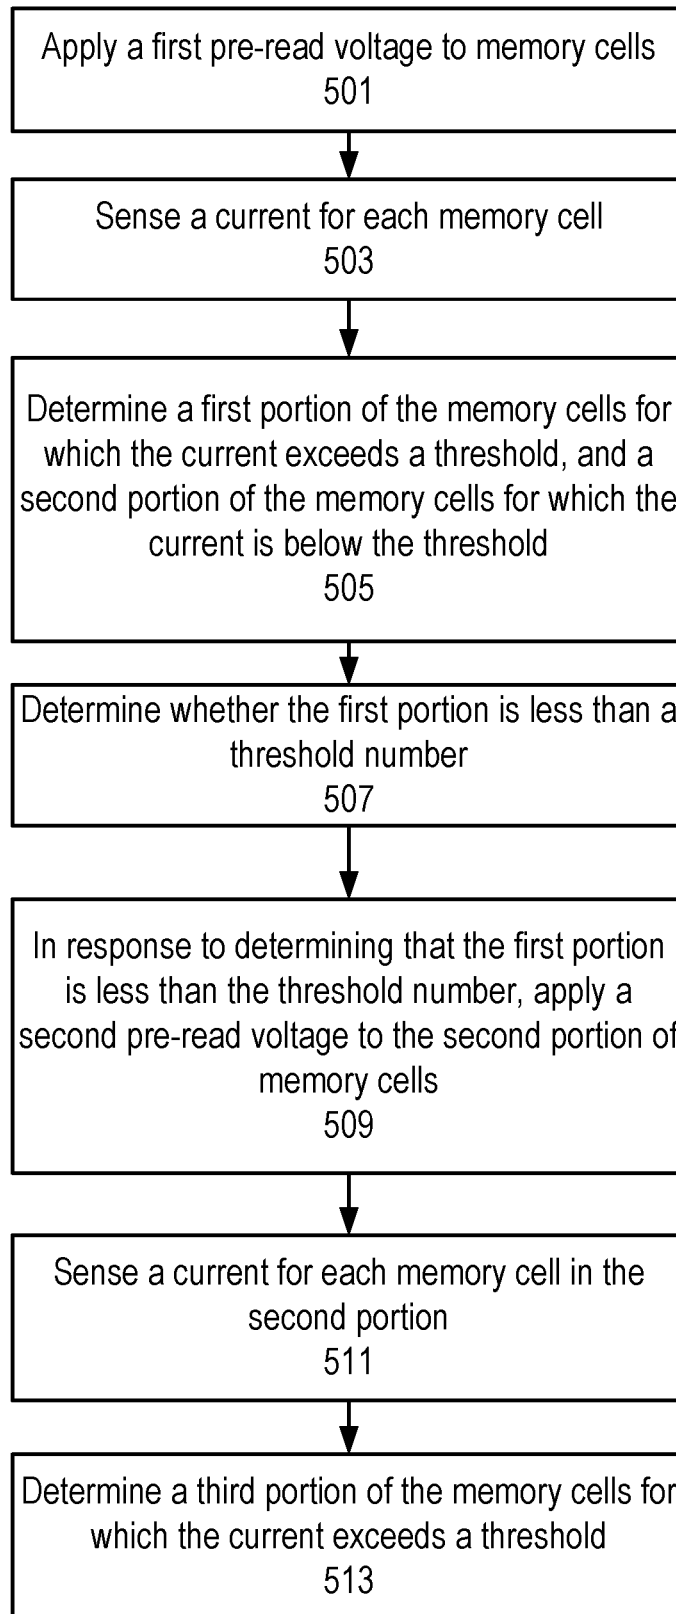 Apply a first pre-read voltage to memory cells
501
Sense a current for each memory cell
503
Determine a first portion of the memory cells for
which the current exceeds a threshold, and a
second portion of the memory cells for which the
current is below the threshold
505
Determine whether the first portion is less than a
threshold number
507
In response to determining that the first portion
is less than the threshold number, apply a
second pre-read voltage to the second portion of
memory cells
509
Sense a current for each memory cell in the
second portion
511
Determine a third portion of the memory cells for
which the current exceeds a threshold
513